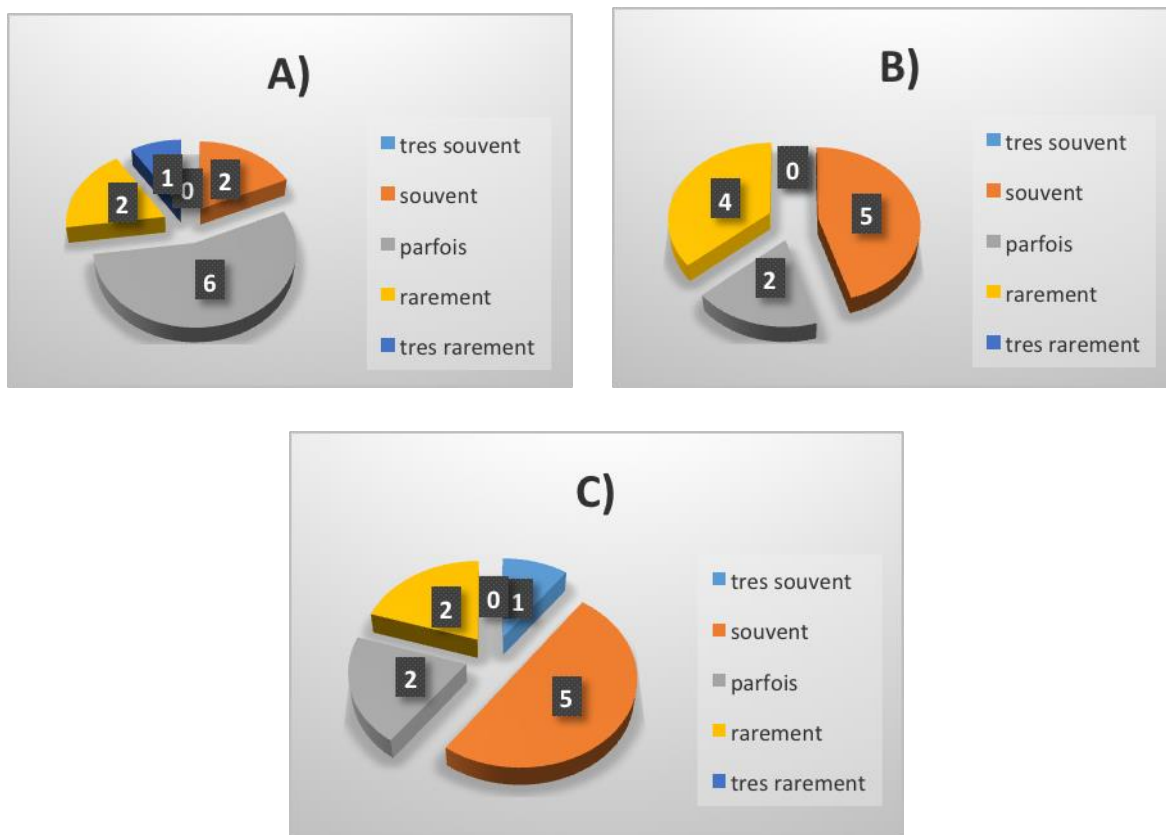 A)
tres souvent
souvent
parfois
rarement
tres rarement
1
0
2
2
6
B)
tres souvent
souvent
parfois
rarement
tres rarement
0
4
5
2
C)
tres souvent
souvent
parfois
rarement
tres rarement
2
0
1
2
5